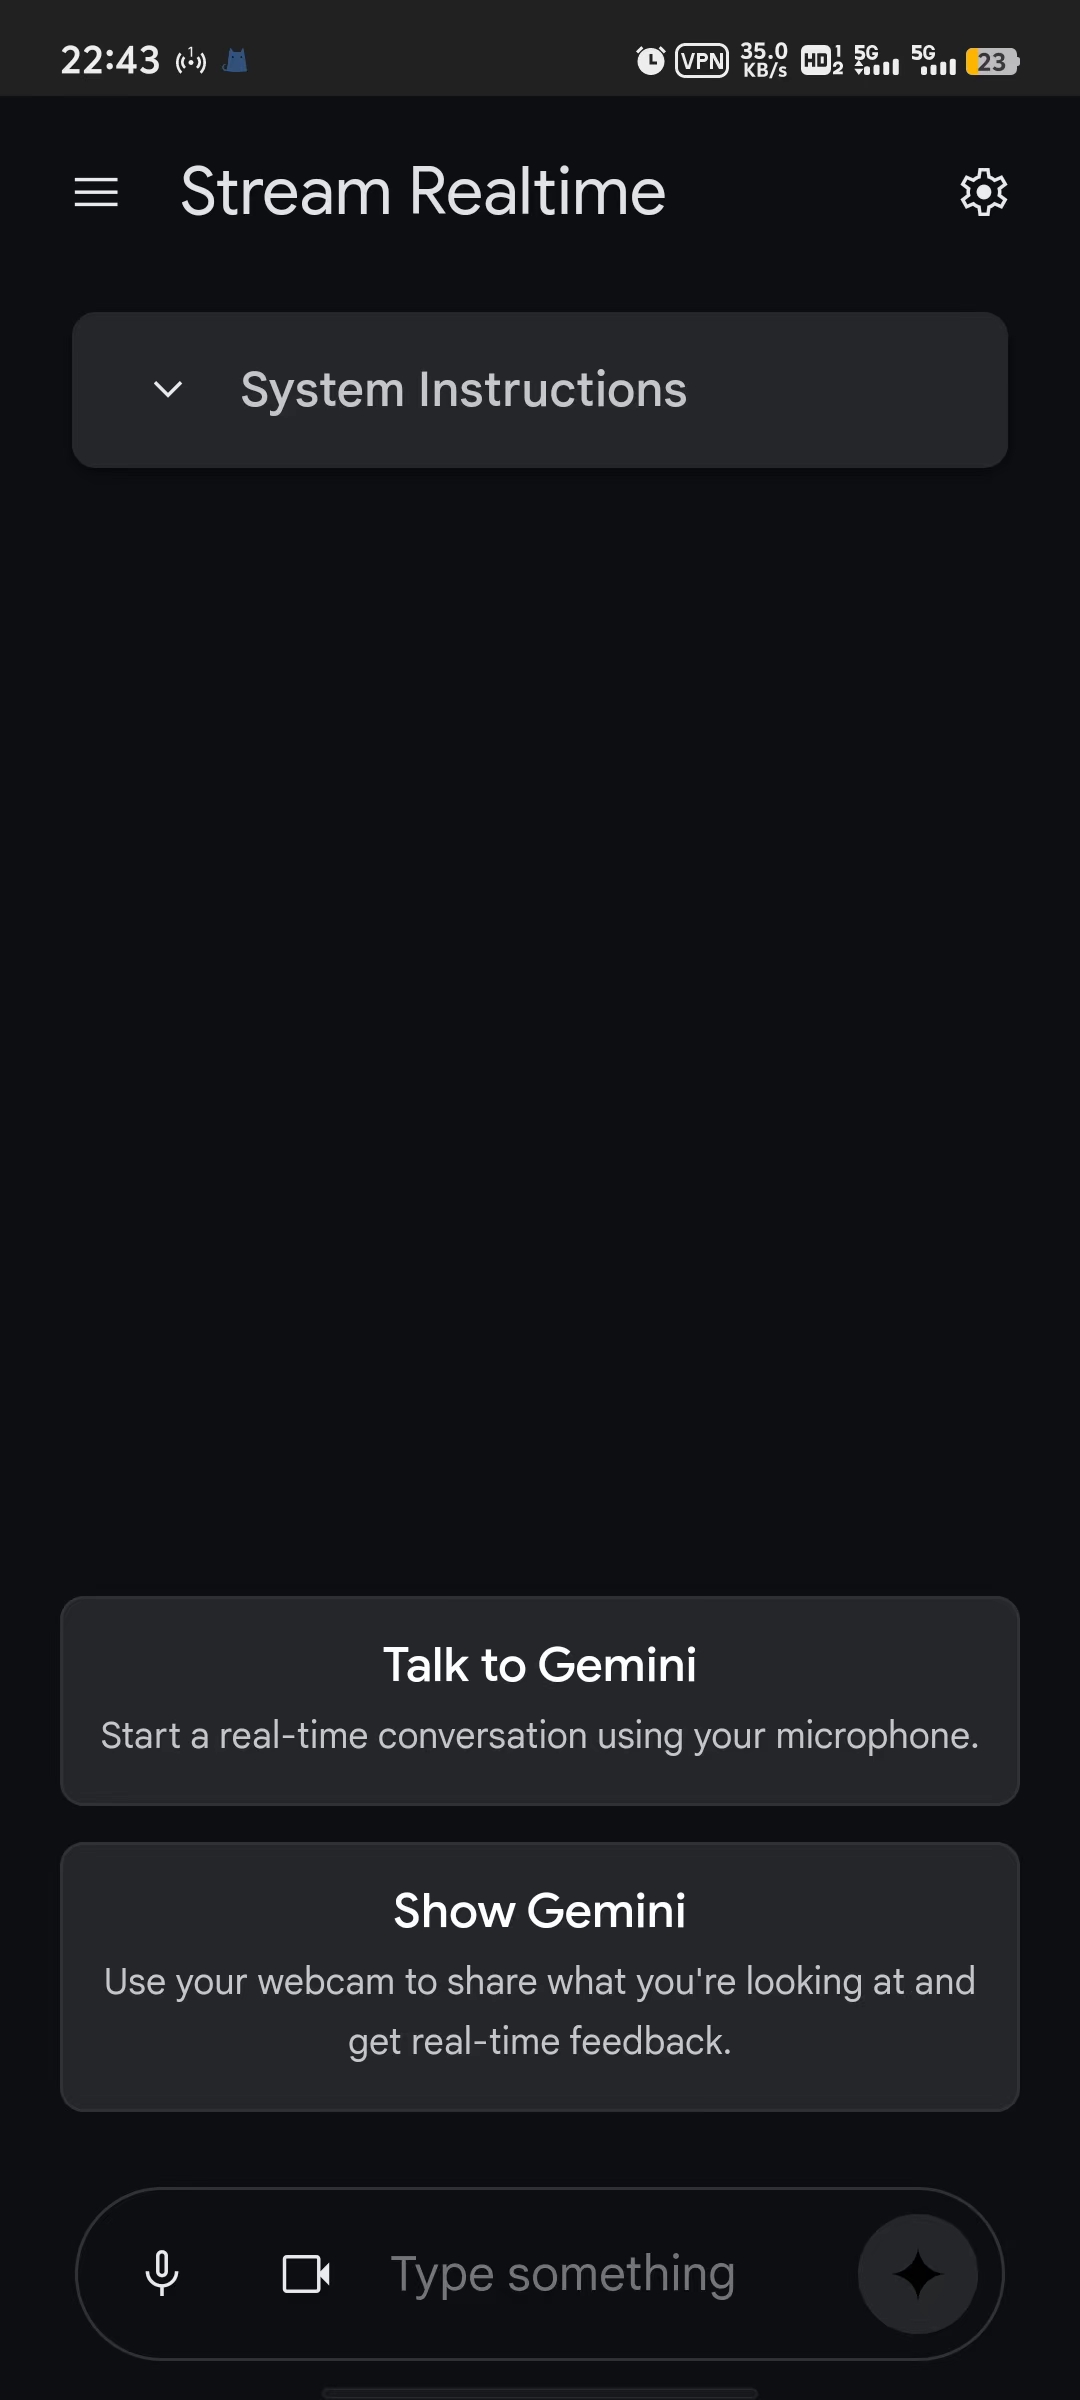 22:43
VPN 35.0 KB/s HD 1 2 5G 5G 23
Stream Realtime
System Instructions
Talk to Gemini
Start a real-time conversation using your microphone.
Show Gemini
Use your webcam to share what you're looking at and
get real-time feedback.
Type something